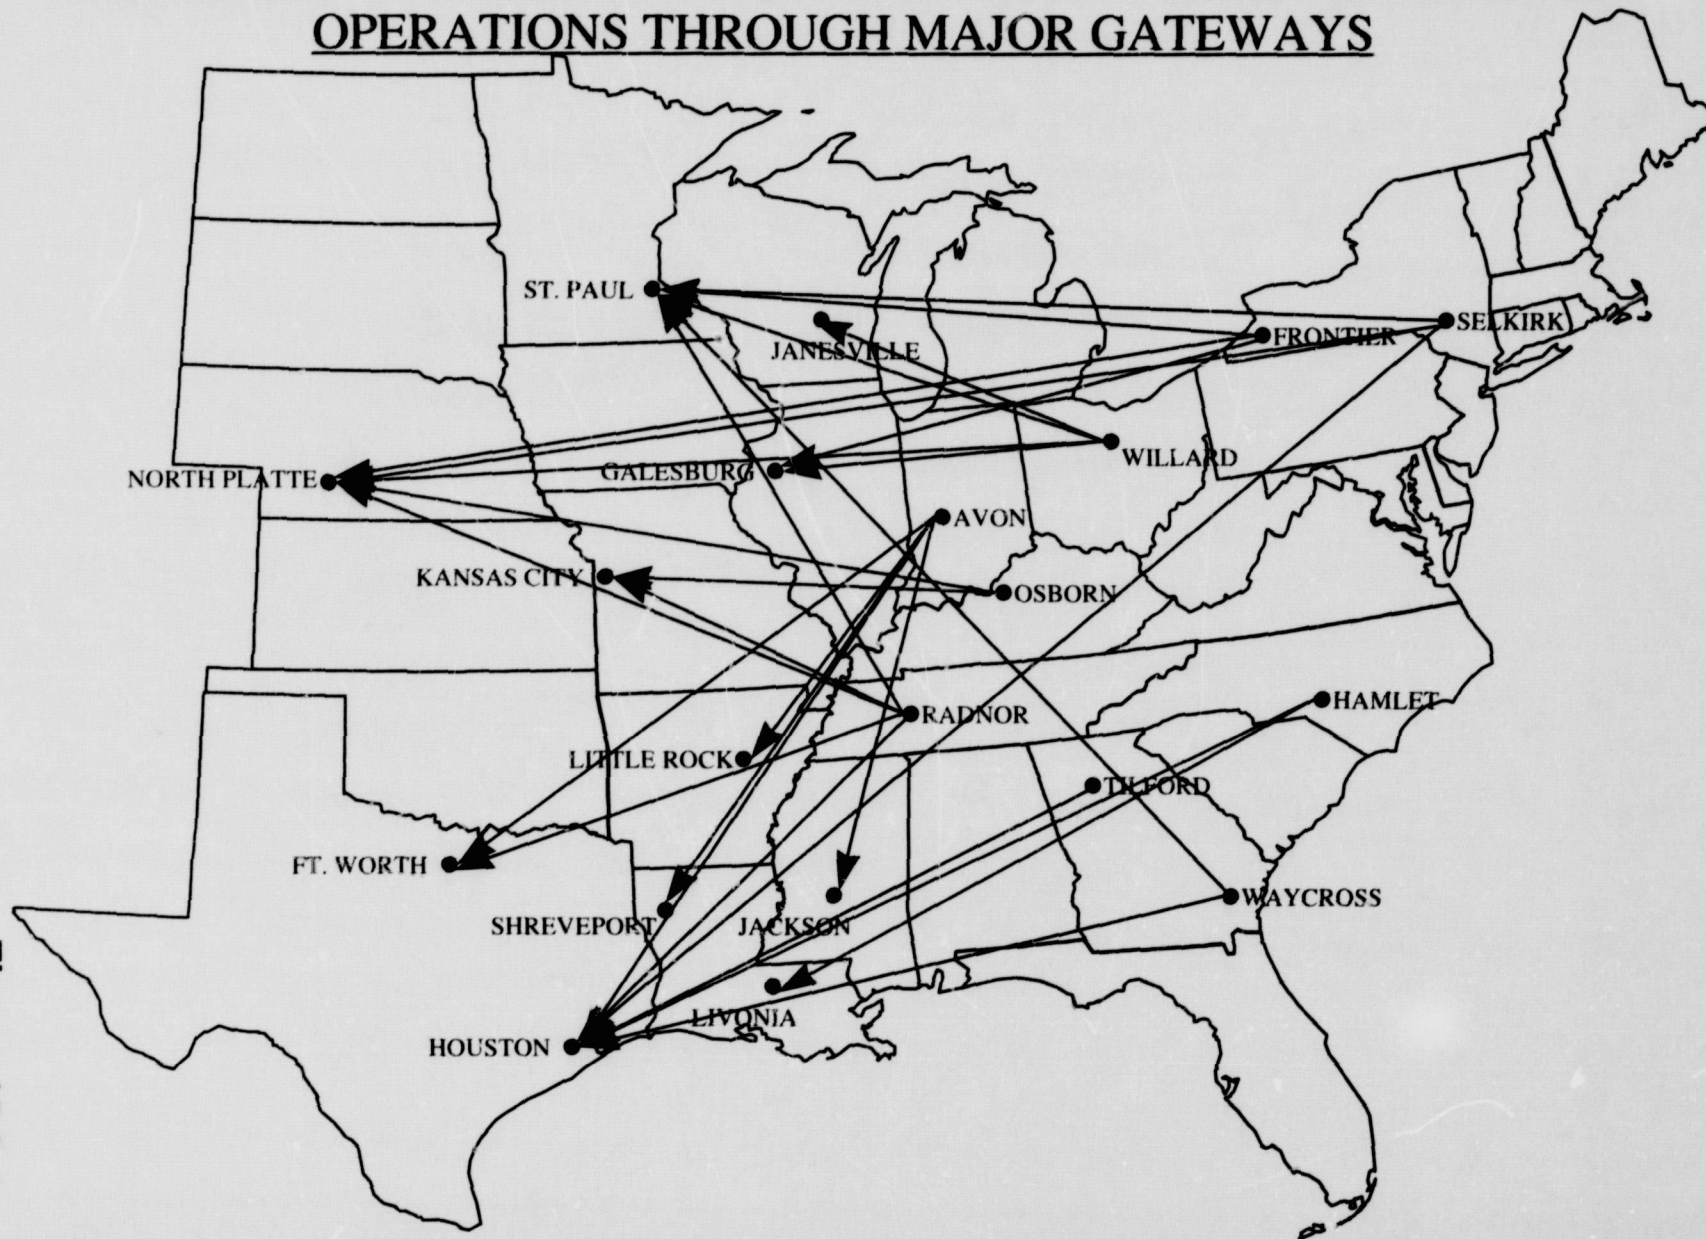 OPERATIONS THROUGH MAJOR GATEWAYS
ST. PAUL
JANESVILLE
FRONTIER
SELKIRK
NORTH PLATTE
GALESBURG
WILLARD
AVON
KANSAS CITY
OSBORN
HAMLET
RADNOR
LITTLE ROCK
TILFORD
FT. WORTH
WAYCROSS
SHREVEPORT
JACKSON
LIVONIA
HOUSTON